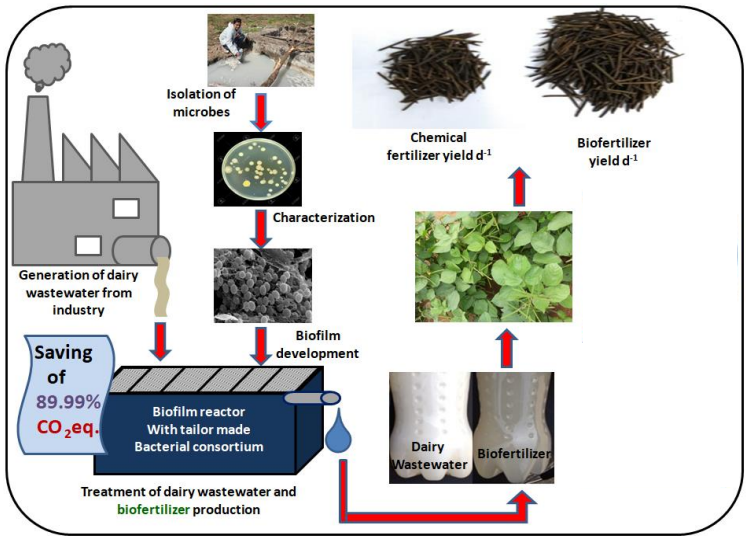 Isolation of
microbes
Characterization
Generation of dairy
wastewater from
industry
Biofilm
development
Saving
of
89.99%
CO2eq.
Biofilm reactor
With tailor made
Bacterial consortium
Treatment of dairy wastewater and
biofertilizer production
Dairy
Wastewater
Biofertilizer
Chemical
fertilizer yield d-1
Biofertilizer
yield d-1